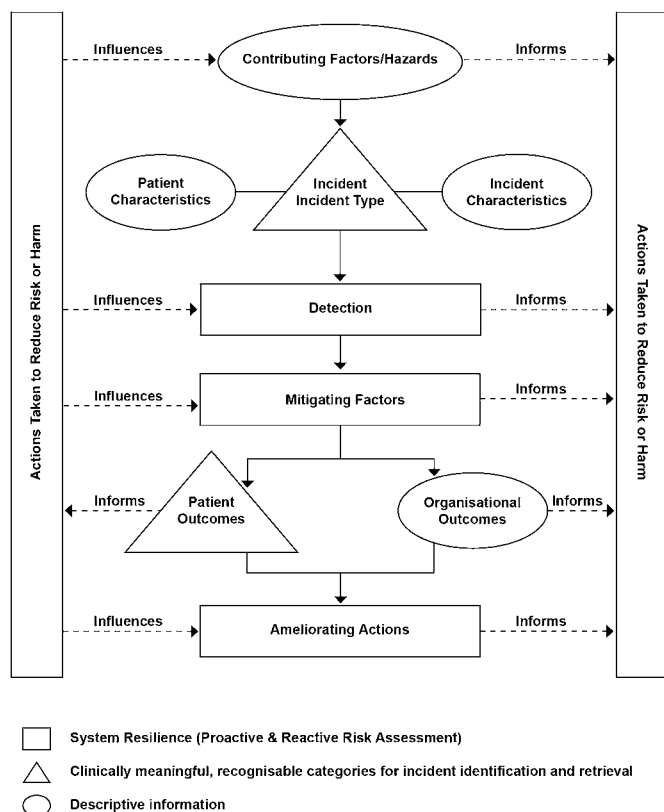 Influences
Contributing Factors/Hazards
Informs
Patient
Characteristics
Incident
Incident Type
Incident
Characteristics
Influences
Detection
Informs
Influences
Mitigating Factors
Informs
Informs
Patient
Outcomes
Organisational
Outcomes
Informs
Influences
Ameliorating Actions
Informs
Actions Taken to Reduce Risk or Harm
Actions Taken to Reduce Risk or Harm
System Resilience (Proactive & Reactive Risk Assessment)
Clinically meaningful, recognisable categories for incident identification and retrieval
Descriptive information